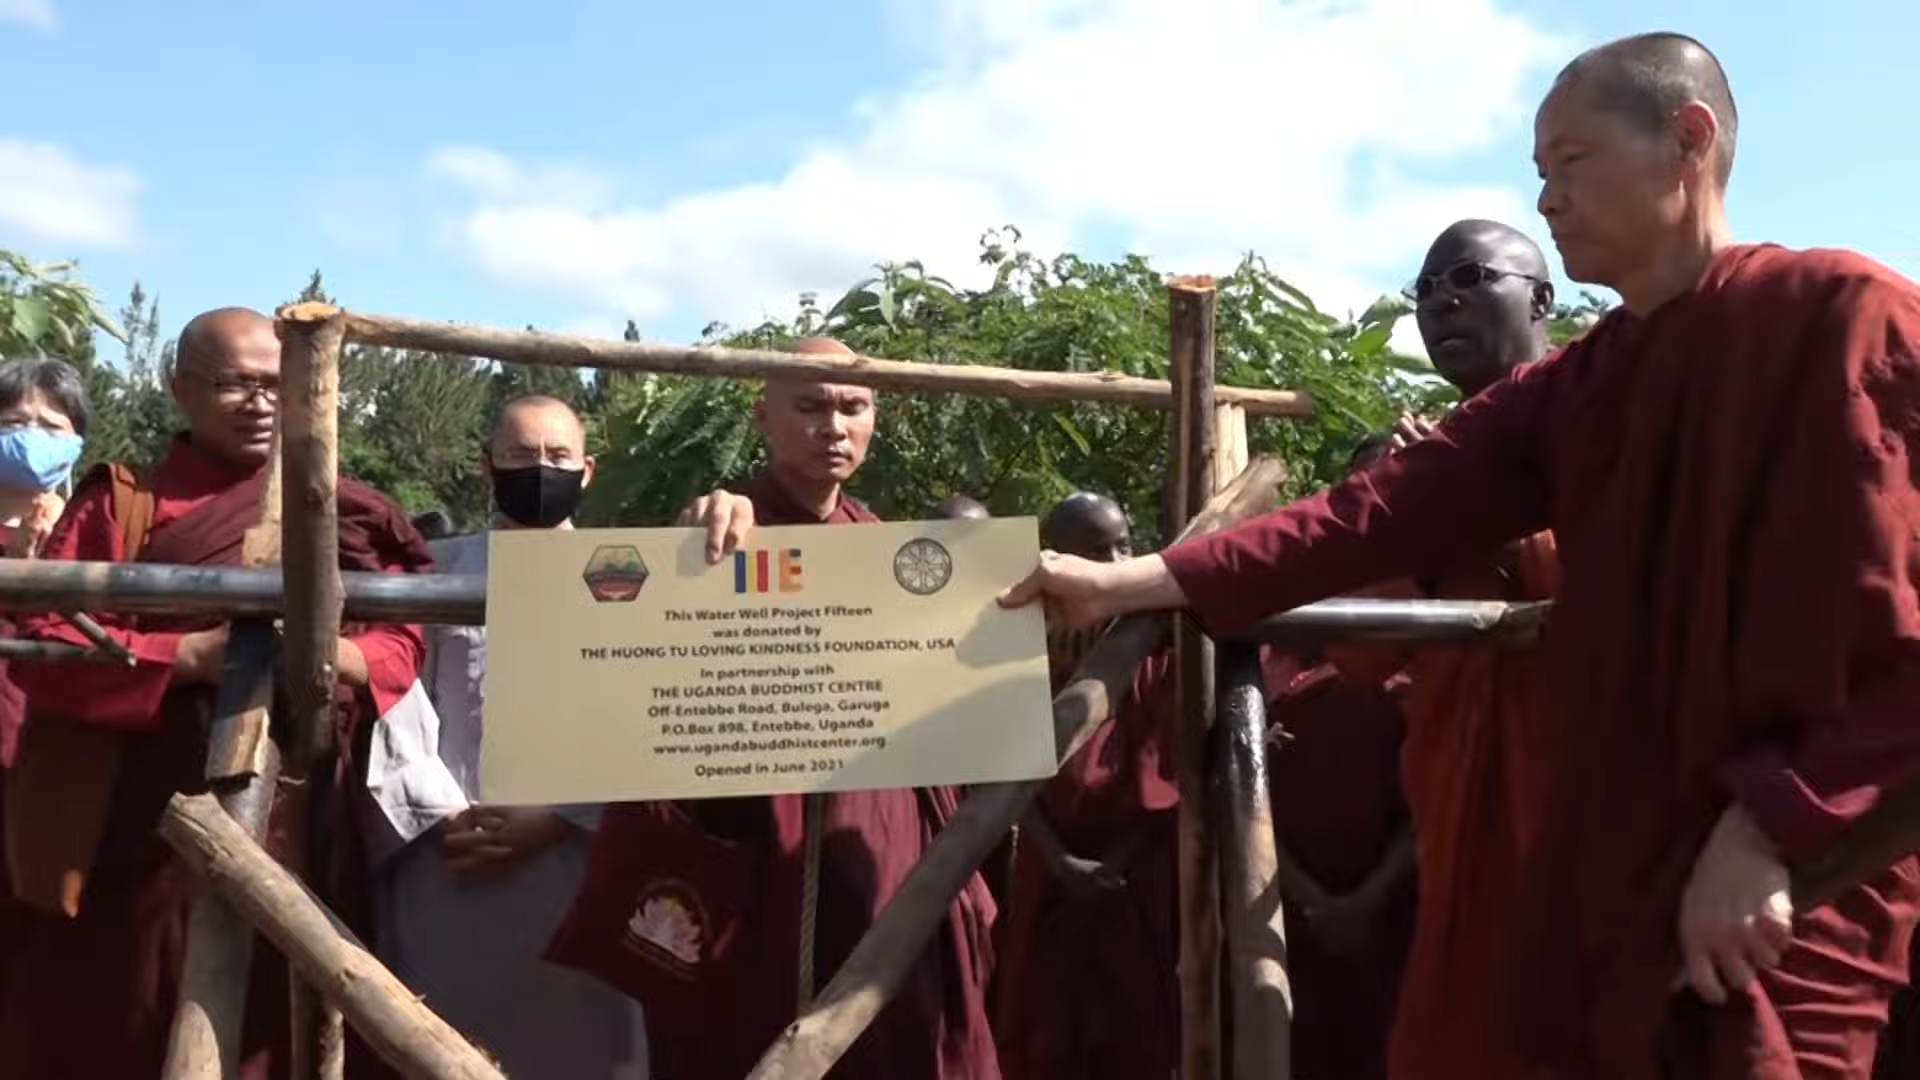 This Water Well Project Fifteen
was donated by
THE HUONG TU LOVING KINDNESS FOUNDATION, USA
In partnership with
THE UGANDA BUDDHIST CENTRE
Off-Entebbe Road, Bulega, Garuga
P.O.Box 898, Entebbe, Uganda
www.ugandabuddhistcenter.org
Opened in June 2021